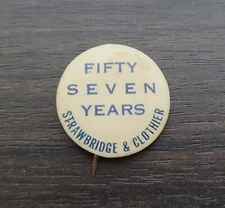 FIFTY
SEVEN
YEARS
STRAWBRIDGE & CLOTHIER